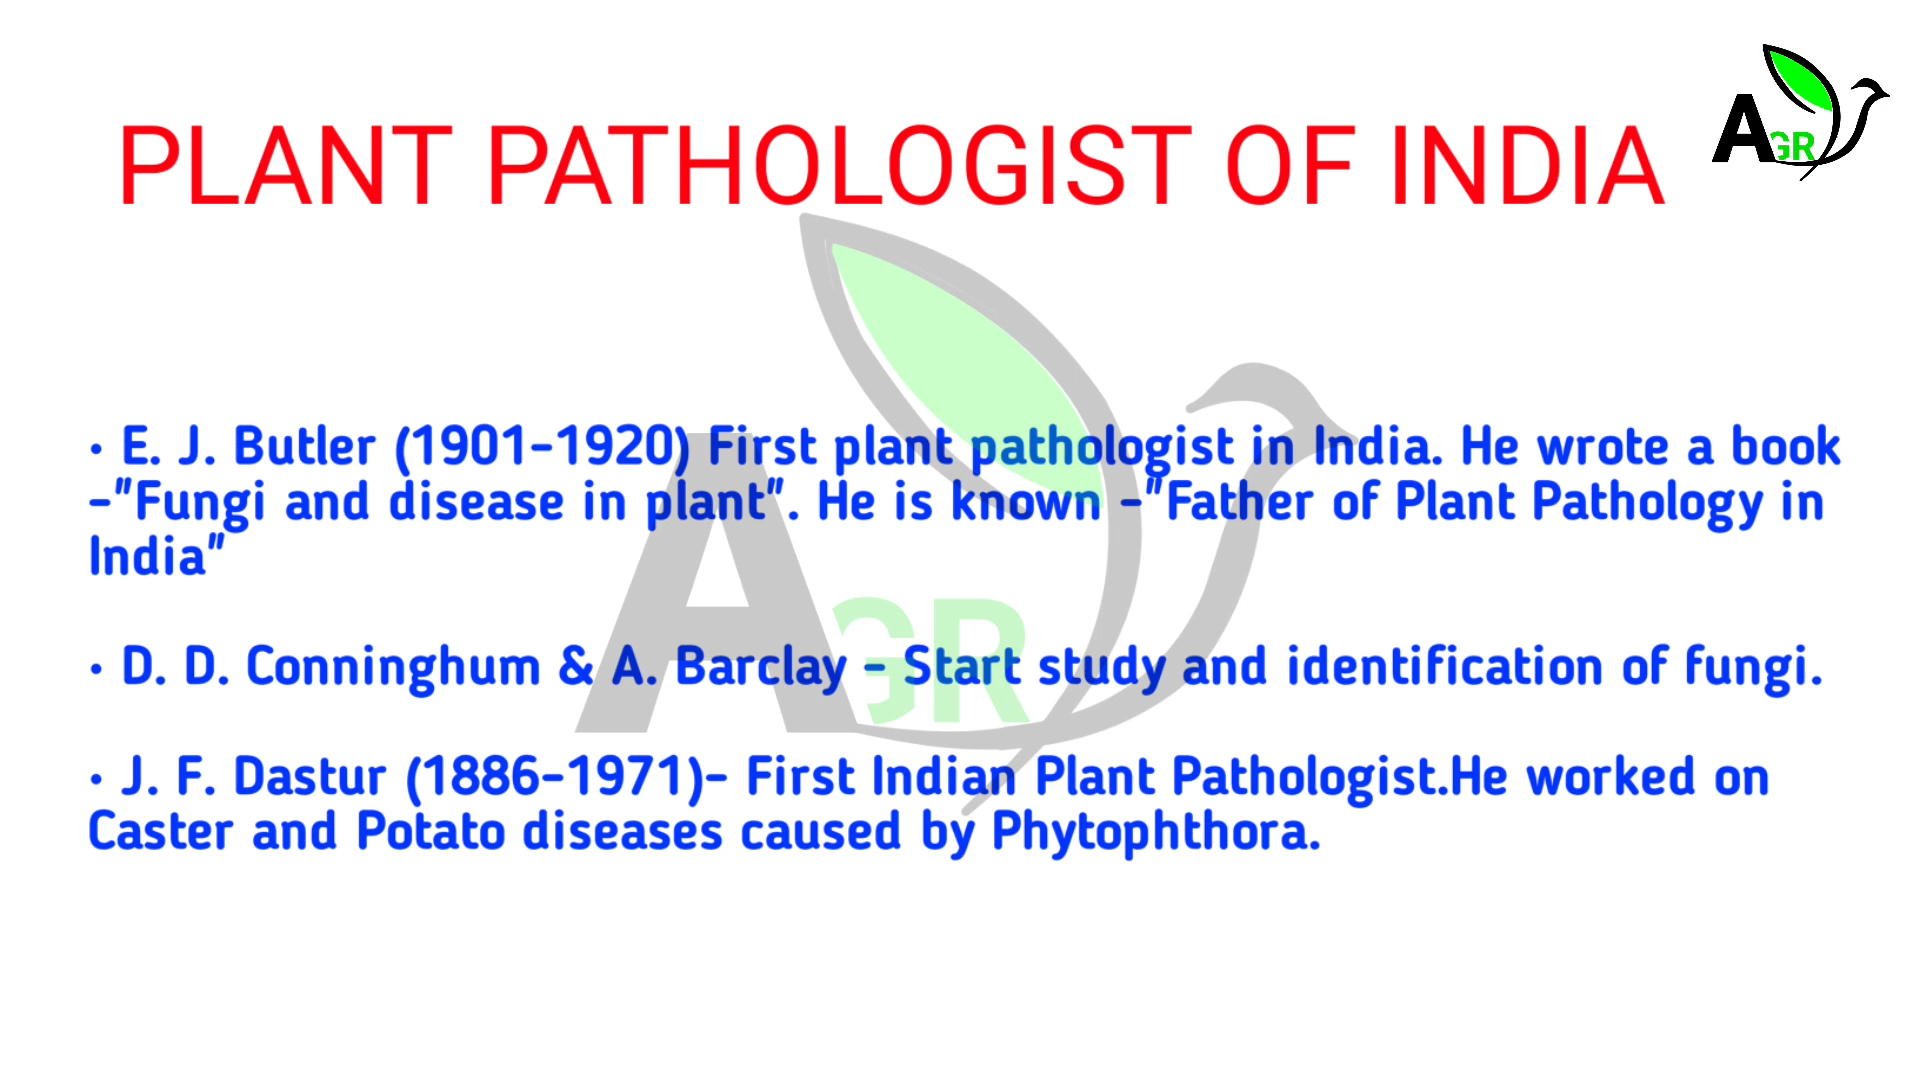 PLANT PATHOLOGIST OF INDIA
AGR
• E. J. Butler (1901-1920) First plant pathologist in India. He wrote a book
-"Fungi and disease in plant". He is known -"Father of Plant Pathology in
India"
AGR
• D. D. Conninghum & A. Barclay - Start study and identification of fungi.
• J. F. Dastur (1886-1971)- First Indian Plant Pathologist.He worked on
Caster and Potato diseases caused by Phytophthora.